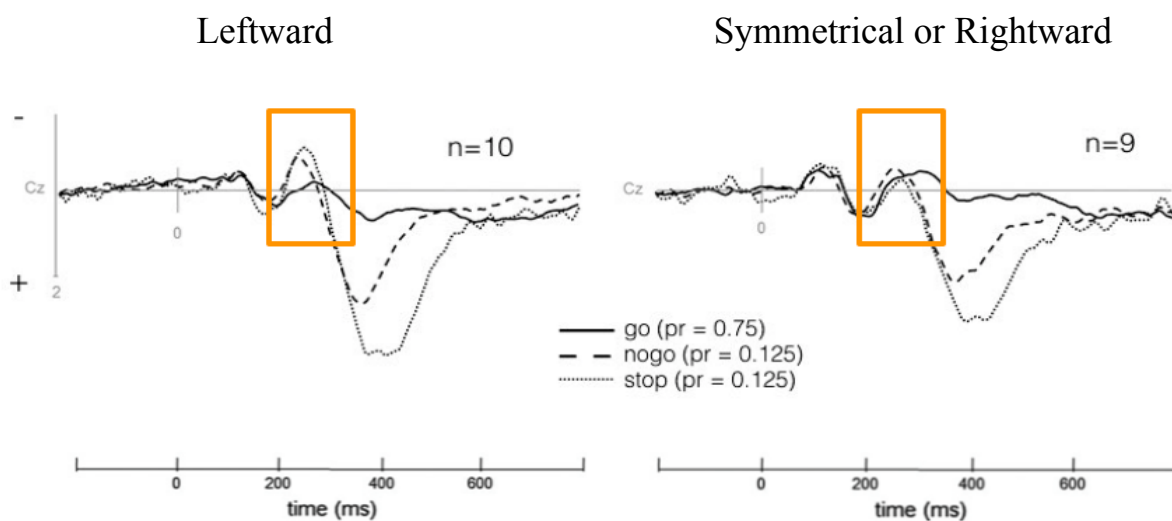 Leftward
Symmetrical or Rightward
-
n=10
n=9
Cz
Cz
0
0
+
2
go (pr = 0.75)
nogo (pr = 0.125)
stop (pr = 0.125)
0 200 400 600
time (ms)
0 200 400 600
time (ms)